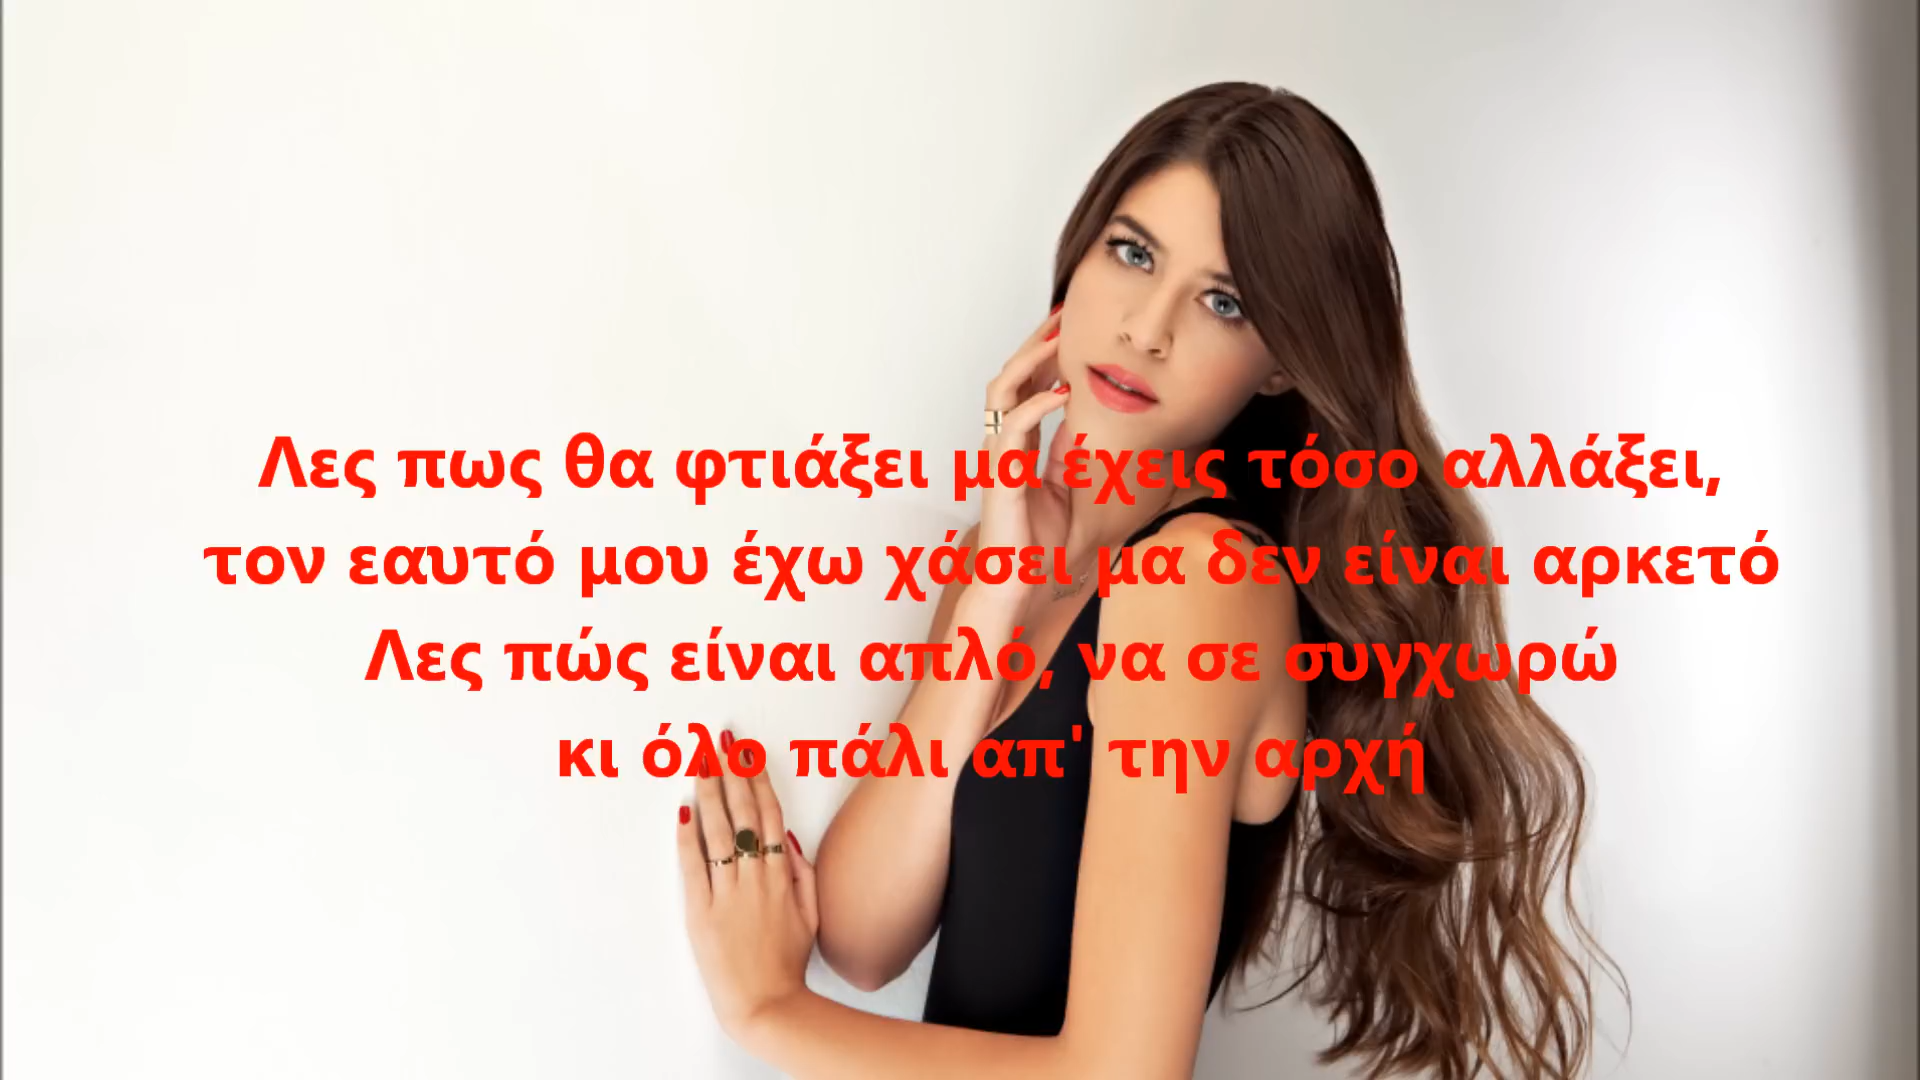 Λες πως θα φτιάξει μα έχεις τόσο αλλάξει,
τον εαυτό μου έχω χάσει μα δεν είναι αρκετό
Λες πώς είναι απλό, να σε συγχωρώ
κι όλο πάλι απ' την αρχή